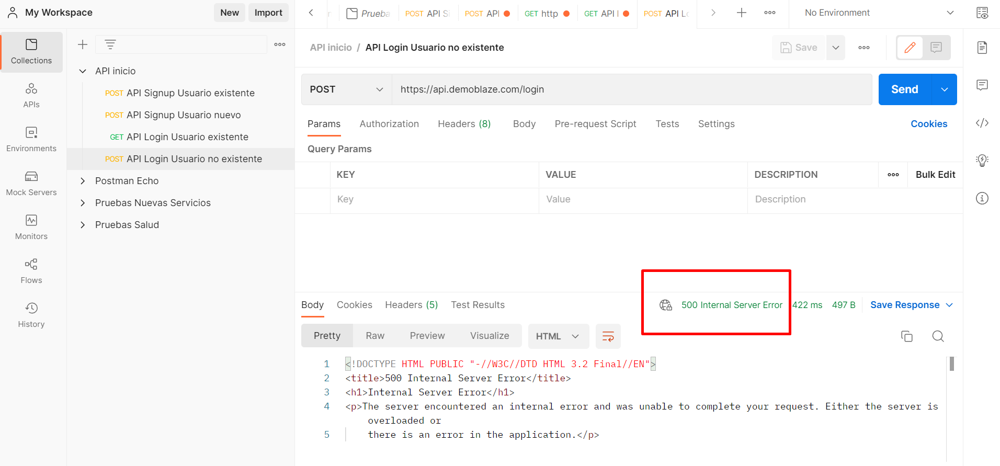 My Workspace
New
Import
Prueba
POST API Si
POST API
GET http
GET API
POST API Lo
No Environment
Collections
APIs
Environments
Mock Servers
Monitors
Flows
History
API inicio
POST API Signup Usuario existente
POST API Signup Usuario nuevo
GET API Login Usuario existente
POST API Login Usuario no existente
Postman Echo
Pruebas Nuevas Servicios
Pruebas Salud
API inicio / API Login Usuario no existente
Save
POST
https://api.demoblaze.com/login
Send
Params
Authorization
Headers (8)
Body
Pre-request Script
Tests
Settings
Cookies
Query Params
KEY
VALUE
DESCRIPTION
Bulk Edit
Key
Value
Description
Body
Cookies
Headers (5)
Test Results
500 Internal Server Error
422 ms
497 B
Save Response
Pretty
Raw
Preview
Visualize
HTML
1 <!DOCTYPE HTML PUBLIC "-//W3C//DTD HTML 3.2 Final//EN">
2 <title>500 Internal Server Error</title>
3 <h1>Internal Server Error</h1>
4 <p>The server encountered an internal error and was unable to complete your request. Either the server is
overloaded or
5 there is an error in the application.</p>